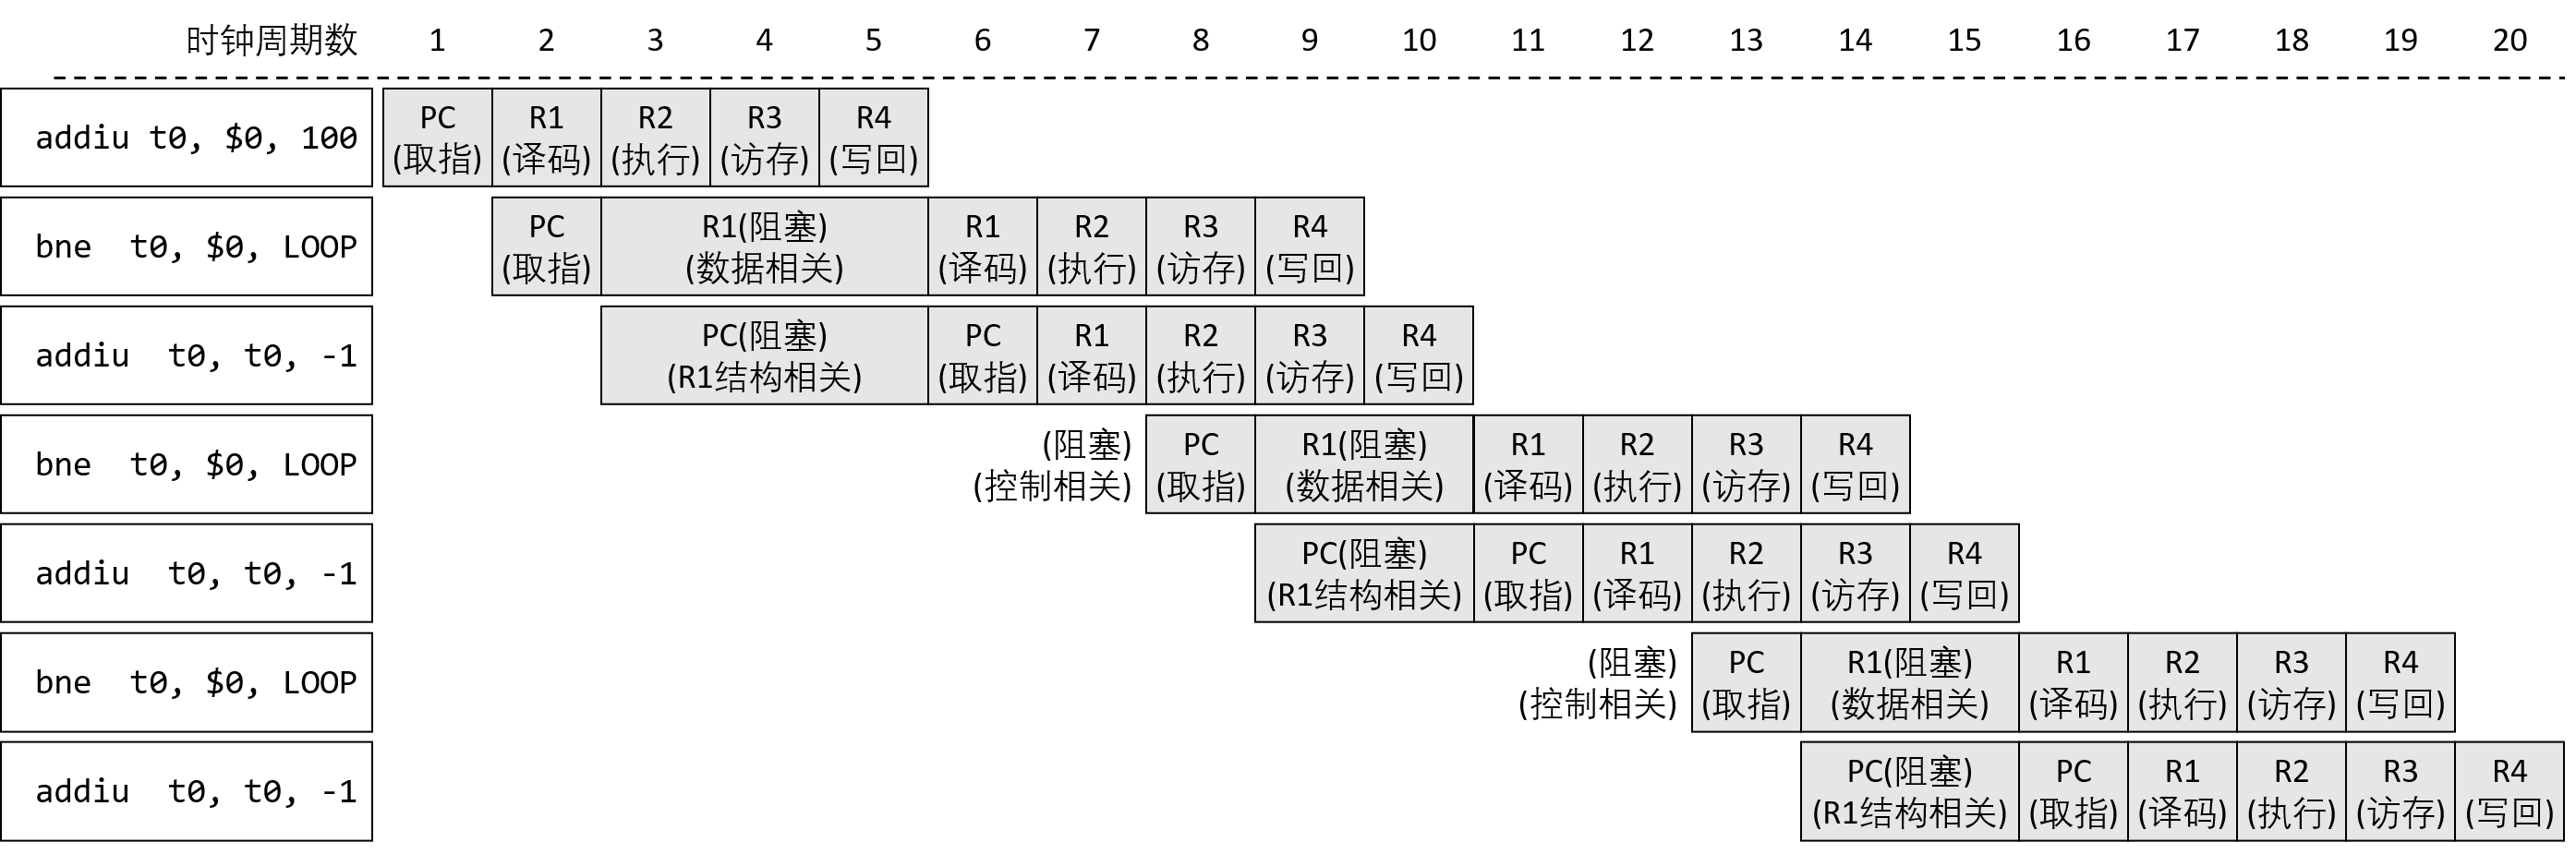 时钟周期数 1 2 3 4 5 6 7 8 9 10 11 12 13 14 15 16 17 18 19 20
addiu t0, $0, 100
PC R1 R2 R3 R4
(取指) (译码) (执行) (访存) (写回)
bne t0, $0, LOOP
PC R1(阻塞) R1 R2 R3 R4
(取指) (数据相关) (译码) (执行) (访存) (写回)
addiu t0, t0, -1
PC(阻塞) PC R1 R2 R3 R4
(R1结构相关) (取指) (译码) (执行) (访存) (写回)
bne t0, $0, LOOP
(阻塞) PC R1(阻塞) R1 R2 R3 R4
(控制相关) (取指) (数据相关) (译码) (执行) (访存) (写回)
addiu t0, t0, -1
PC(阻塞) PC R1 R2 R3 R4
(R1结构相关) (取指) (译码) (执行) (访存) (写回)
bne t0, $0, LOOP
(阻塞) PC R1(阻塞) R1 R2 R3 R4
(控制相关) (取指) (数据相关) (译码) (执行) (访存) (写回)
addiu t0, t0, -1
PC(阻塞) PC R1 R2 R3 R4
(R1结构相关) (取指) (译码) (执行) (访存) (写回)